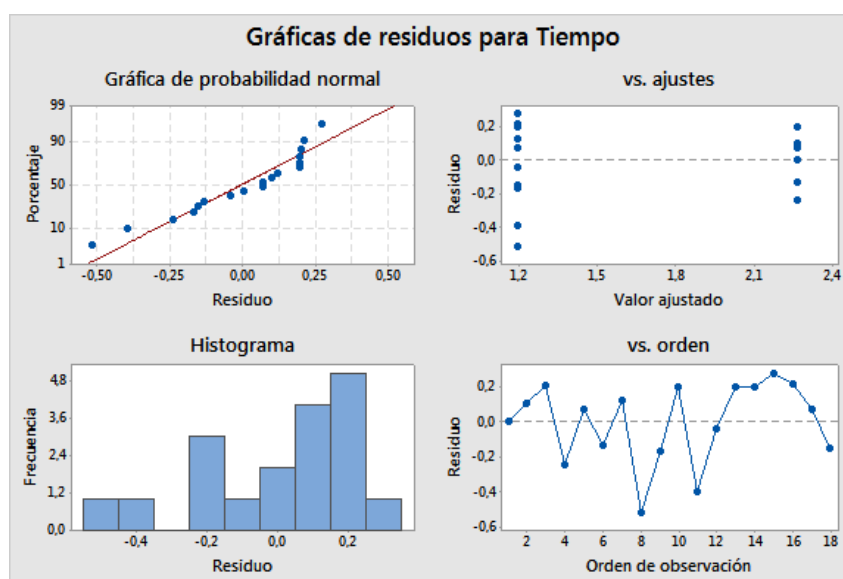 Gráficas de residuos para Tiempo
Gráfica de probabilidad normal
99
90
50
10
1
Porcentaje
-0,50 -0,25 0,00 0,25 0,50
Residuo
vs. ajustes
0,2
0,0
-0,2
-0,4
-0,6
Residuo
1,2 1,5 1,8 2,1 2,4
Valor ajustado
Histograma
4,8
3,6
2,4
1,2
0,0
Frecuencia
-0,4 -0,2 0,0 0,2
Residuo
vs. orden
0,2
0,0
-0,2
-0,4
-0,6
Residuo
2 4 6 8 10 12 14 16 18
Orden de observación